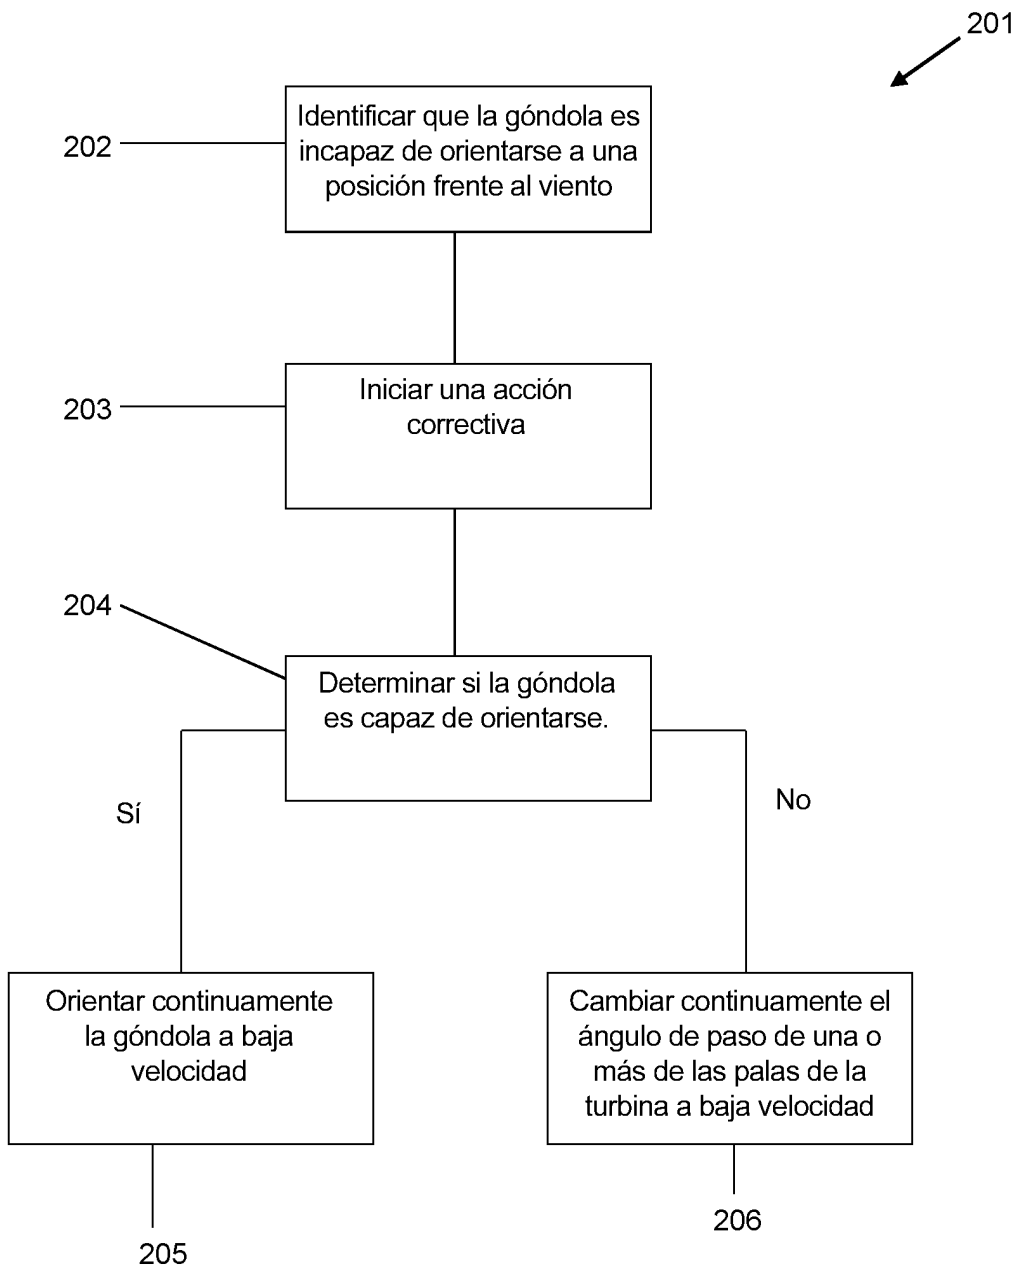 201
202
Identificar que la góndola es
incapaz de orientarse a una
posición frente al viento
203
Iniciar una acción
correctiva
204
Determinar si la góndola
es capaz de orientarse.
Sí
No
Orientar continuamente
la góndola a baja
velocidad
Cambiar continuamente el
ángulo de paso de una o
más de las palas de la
turbina a baja velocidad
205
206